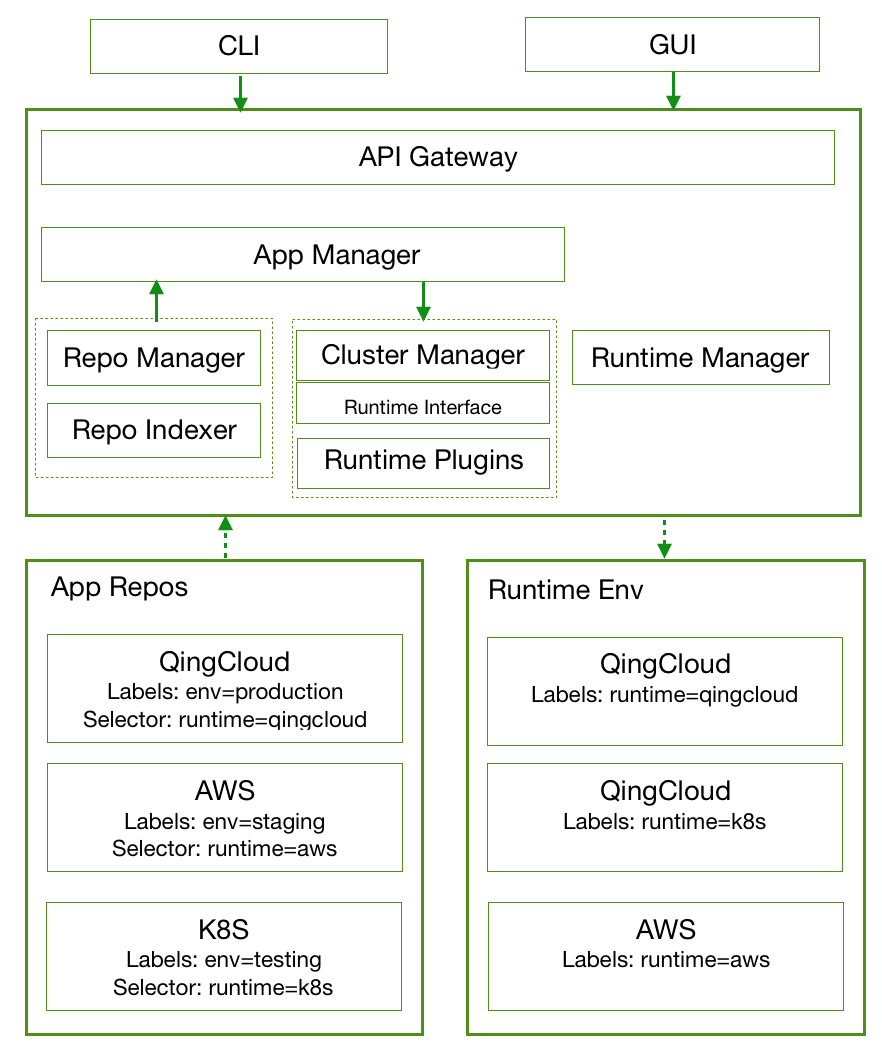 CLI
GUI
API Gateway
App Manager
Repo Manager
Repo Indexer
Cluster Manager
Runtime Interface
Runtime Plugins
Runtime Manager
App Repos
QingCloud
Labels: env=production
Selector: runtime=qingcloud
AWS
Labels: env=staging
Selector: runtime=aws
K8S
Labels: env=testing
Selector: runtime=k8s
Runtime Env
QingCloud
Labels: runtime=qingcloud
QingCloud
Labels: runtime=k8s
AWS
Labels: runtime=aws